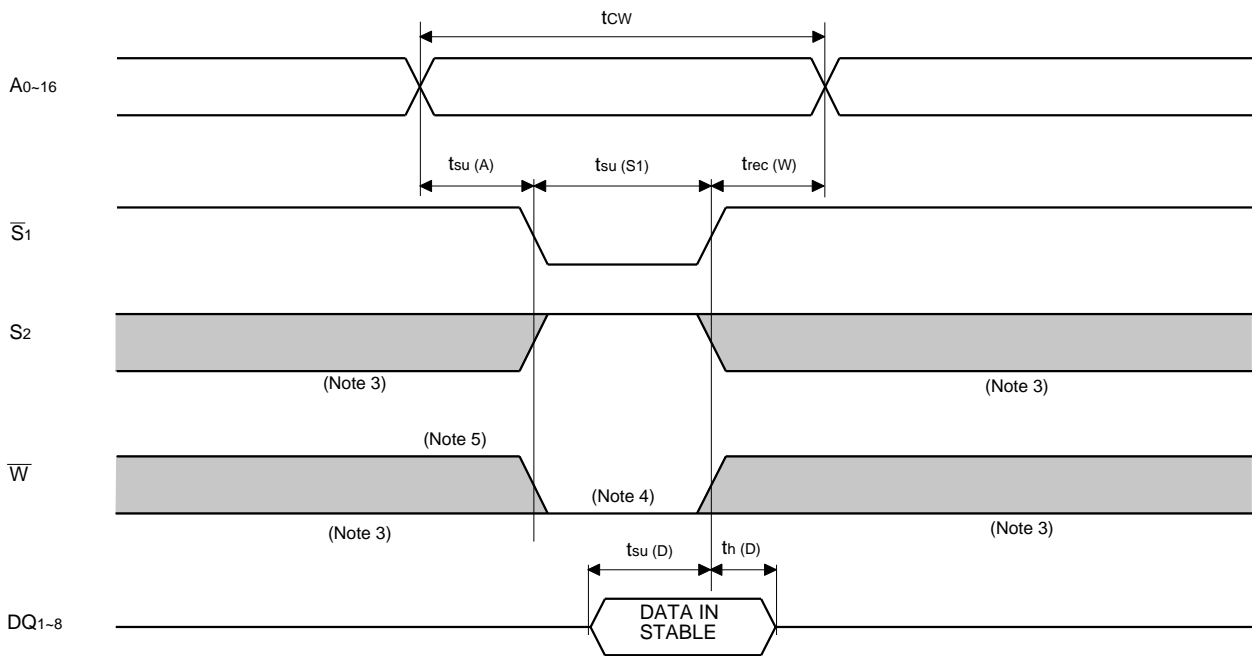 tCW
A0~16
tsu (A) tsu (S1) trec (W)
S̅1
S2
(Note 3) (Note 3)
(Note 5)
W̅
(Note 4)
(Note 3) (Note 3)
tsu (D) th (D)
DQ1~8
DATA IN
STABLE